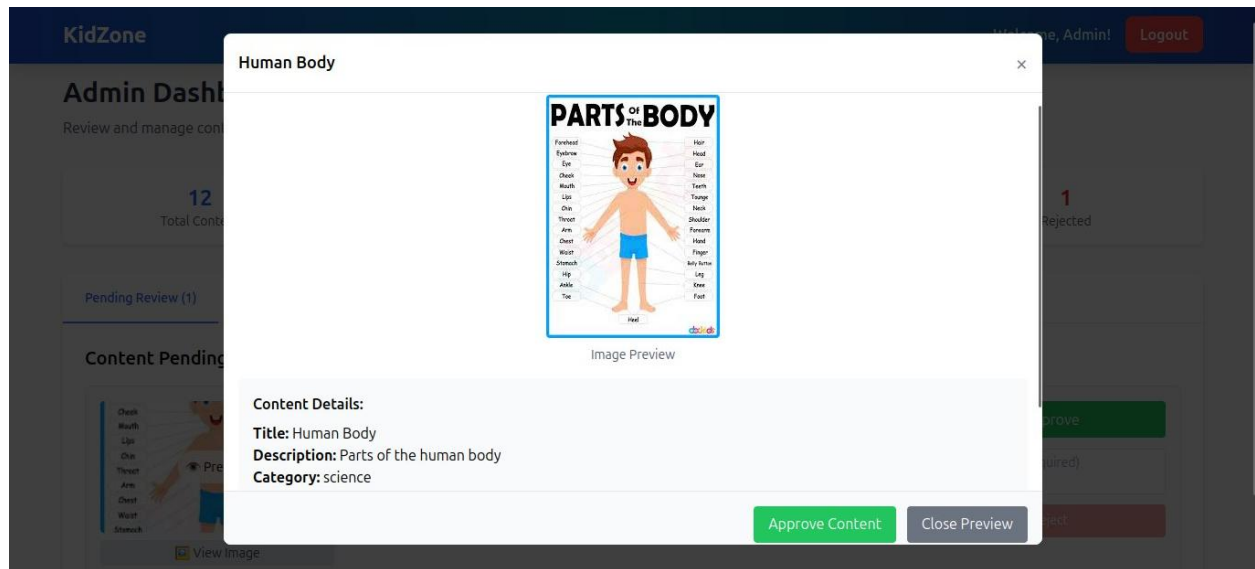 KidZone
Welcome, Admin!
Logout
Admin Dashb
Review and manage cont
12
Total Conte
1
Rejected
Pending Review (1)
Content Pending
Human Body
×
PARTS Of The BODY
Forehead
Eyebrow
Eye
Cheek
Mouth
Lips
Chin
Throat
Arm
Chest
Waist
Stomach
Hip
Ankle
Toe
Hair
Head
Ear
Nose
Teeth
Tounge
Neck
Shoulder
Forearm
Hand
Finger
Belly Button
Leg
Knee
Foot
Heel
Image Preview
Content Details:
Title: Human Body
Description: Parts of the human body
Category: science
Approve Content
Close Preview
Cheek
Mouth
Lips
Chin
Throat
Arm
Chest
Waist
Stomach
Pre
View Image
prove
quired)
ject